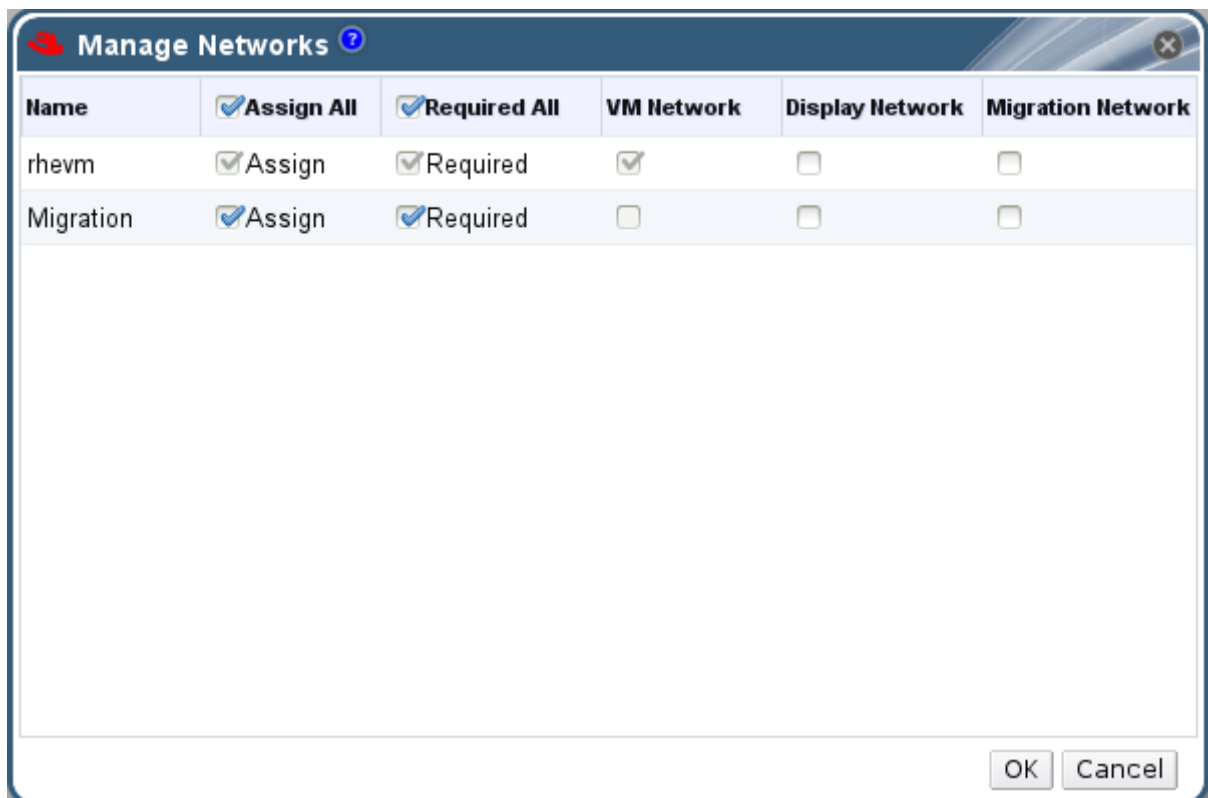 Manage Networks ?
Name Assign All Required All VM Network Display Network Migration Network
rhevm Assign Required
Migration Assign Required
OK Cancel